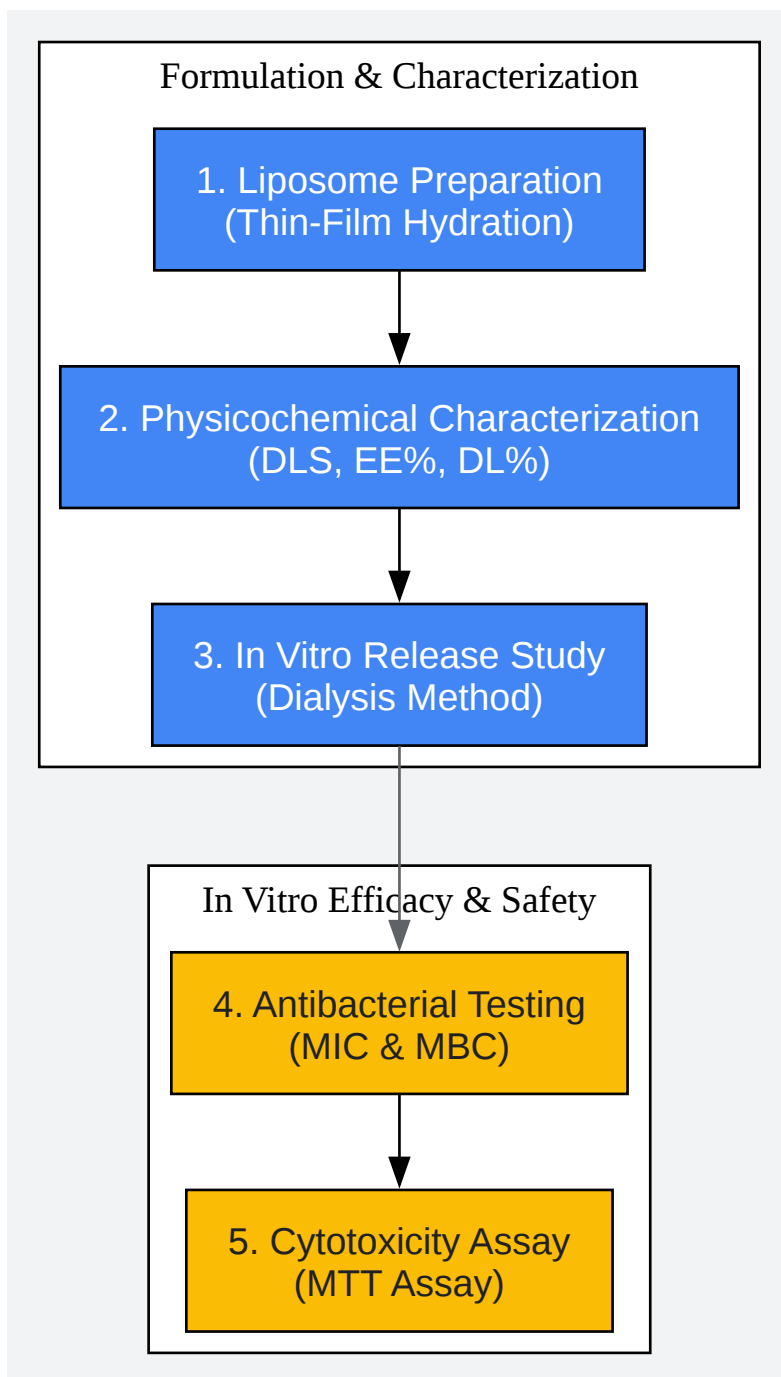 Formulation & Characterization
1. Liposome Preparation
(Thin-Film Hydration)
2. Physicochemical Characterization
(DLS, EE%, DL%)
3. In Vitro Release Study
(Dialysis Method)
In Vitro Efficacy & Safety
4. Antibacterial Testing
(MIC & MBC)
5. Cytotoxicity Assay
(MTT Assay)